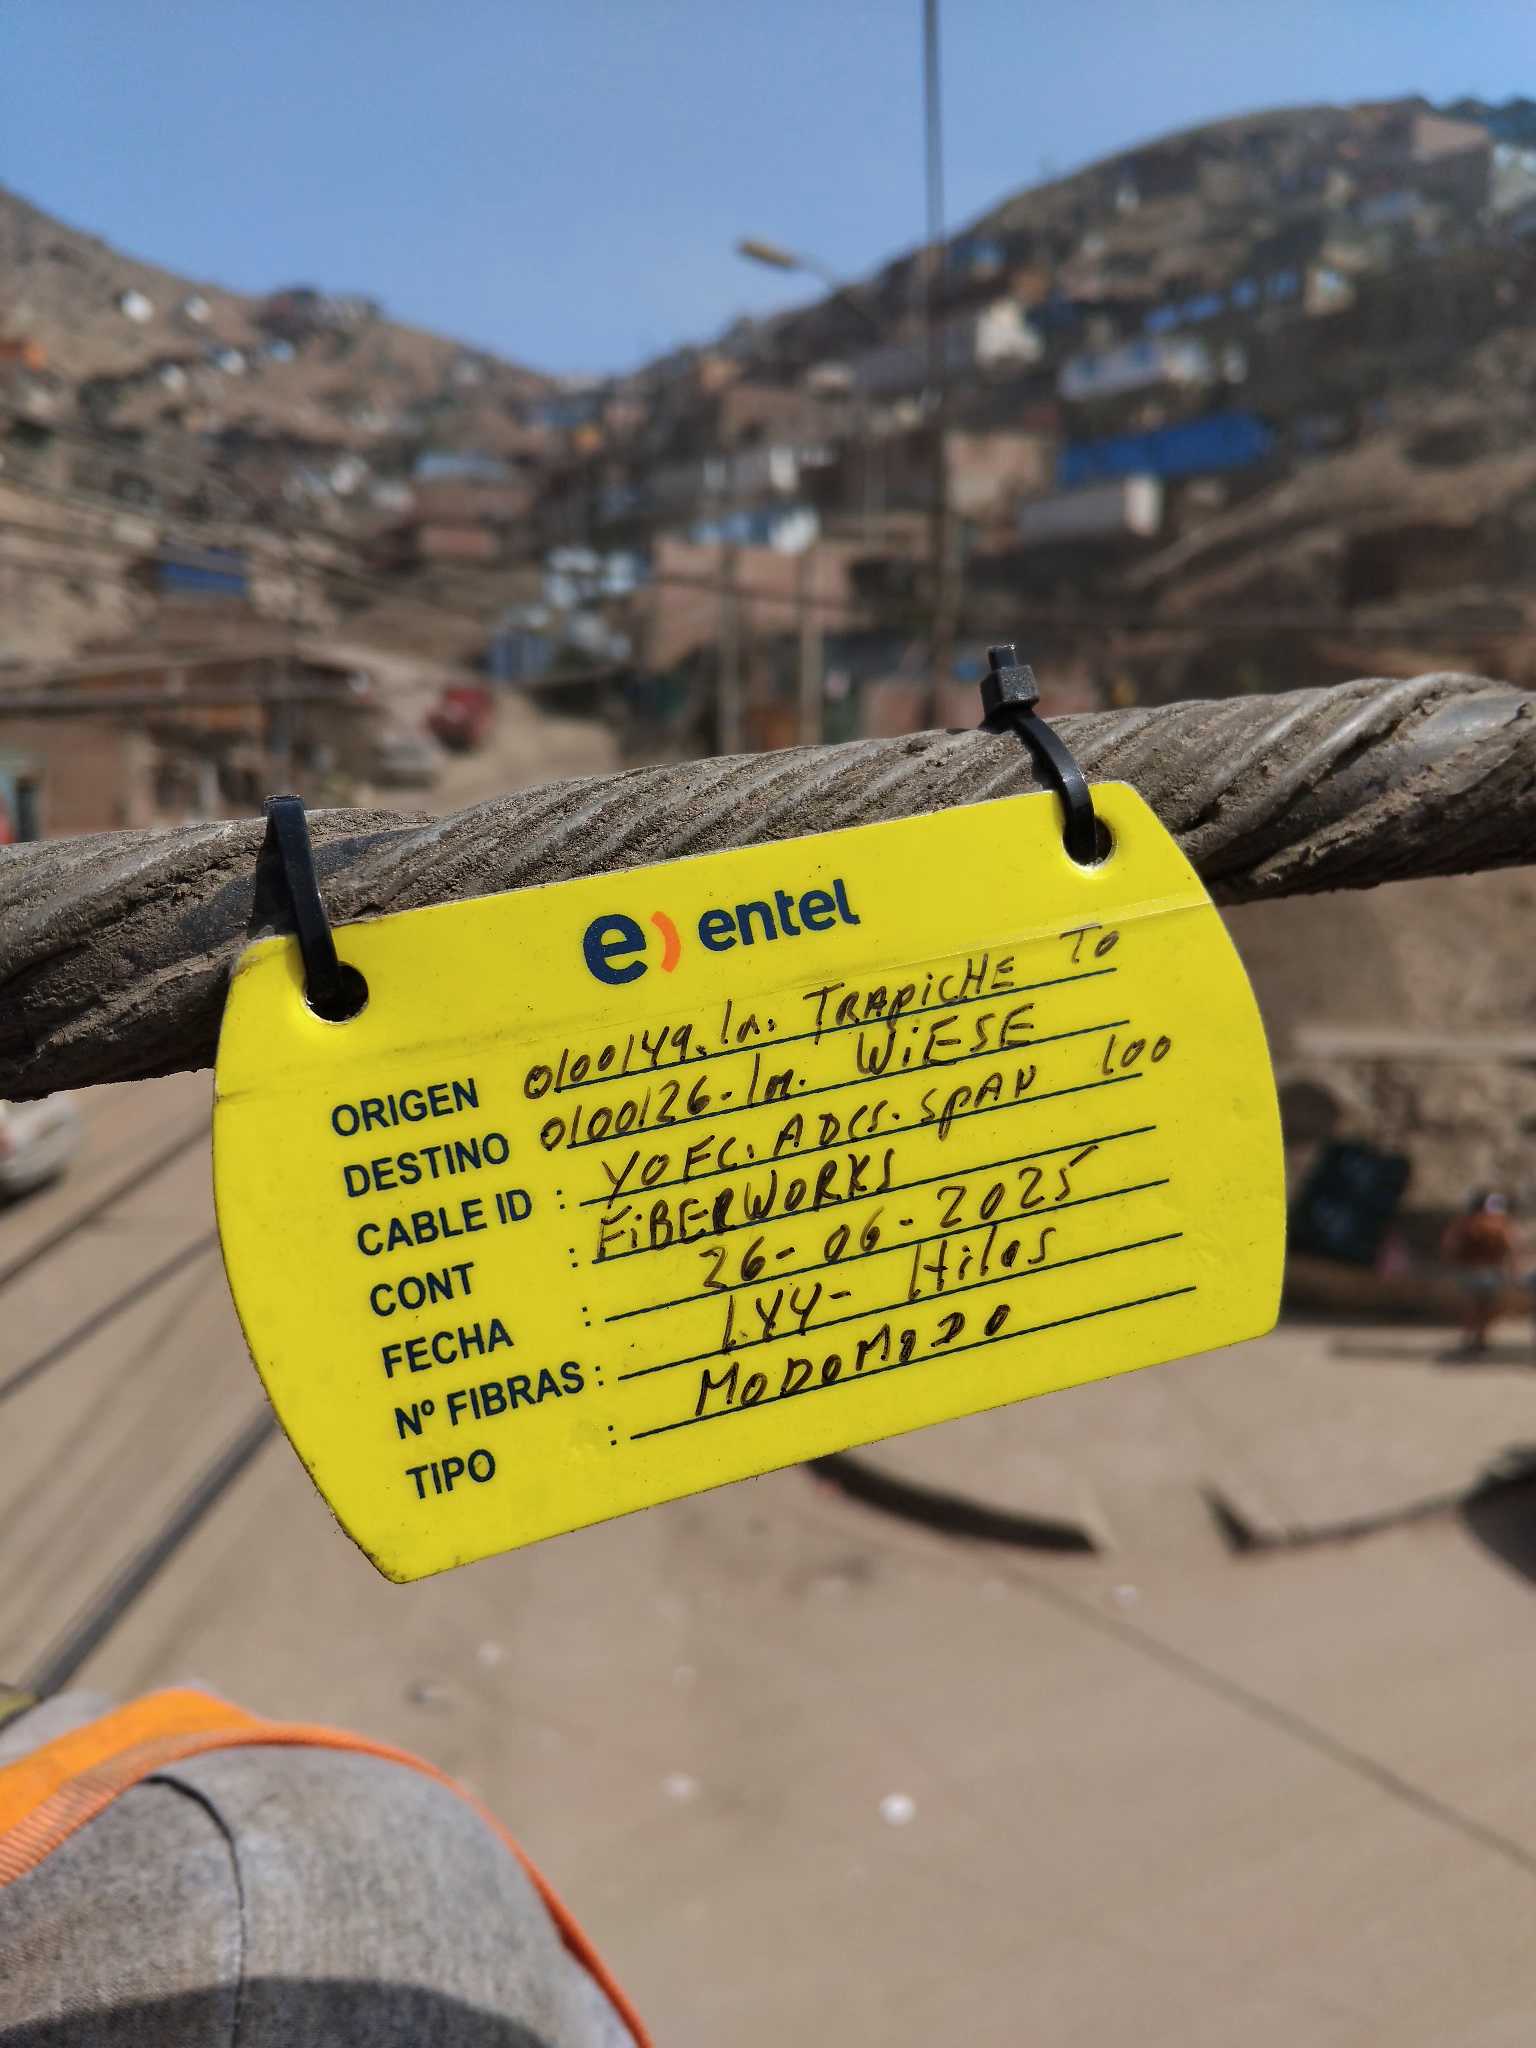 e) entel
ORIGEN 0100149.Lm. TRAPiCHE TO
DESTINO 0100126-Lm. WiESE
CABLE ID : YOFC. ADCS. SPAN 100
CONT : FiBERWORKS
FECHA : 26-06-2025
Nº FIBRAS : 144- Hilos
TIPO : MODOMODO